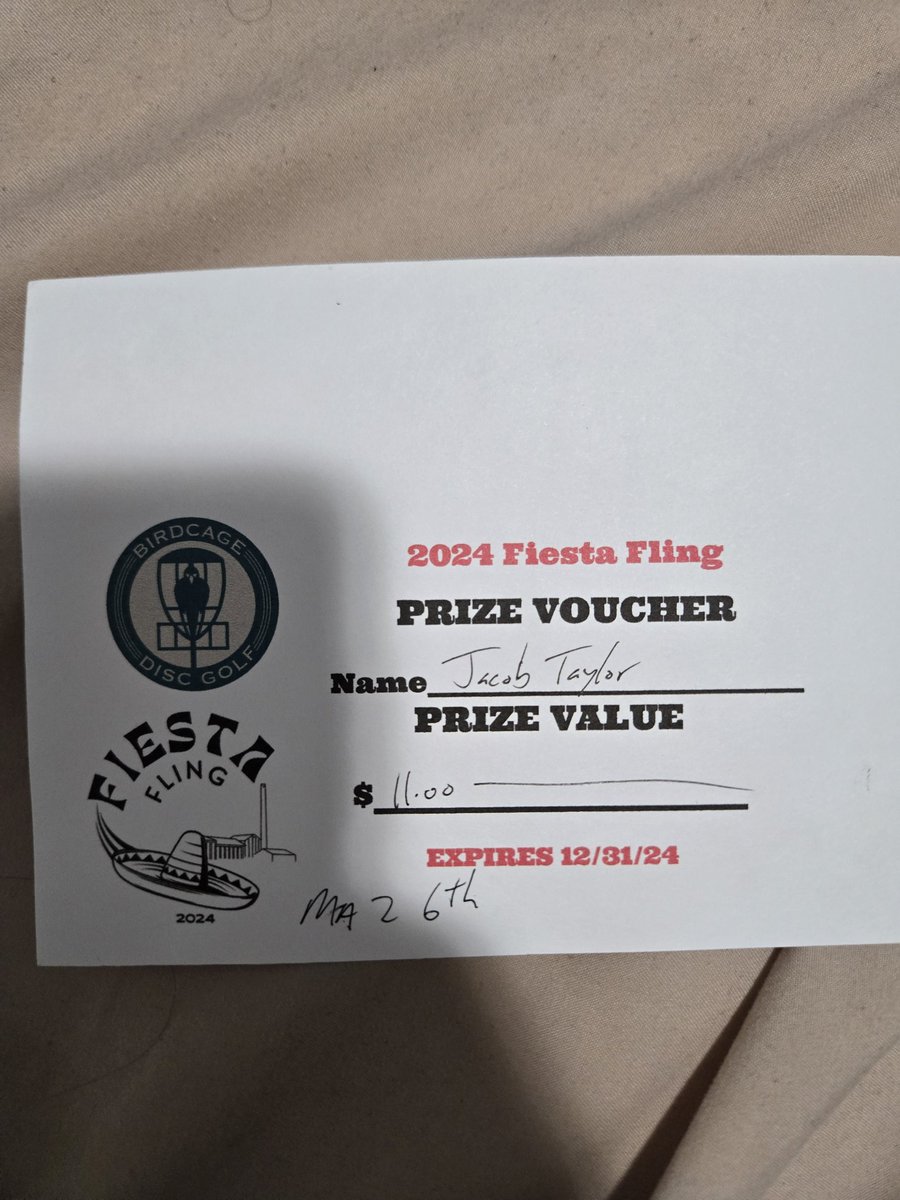 BIRDCAGE
DISC GOLF
FIESTA
FLING
2024
2024 Fiesta Fling
PRIZE VOUCHER
Name Jacob Taylor
PRIZE VALUE
$ 11.00
EXPIRES 12/31/24
MA 2 6th